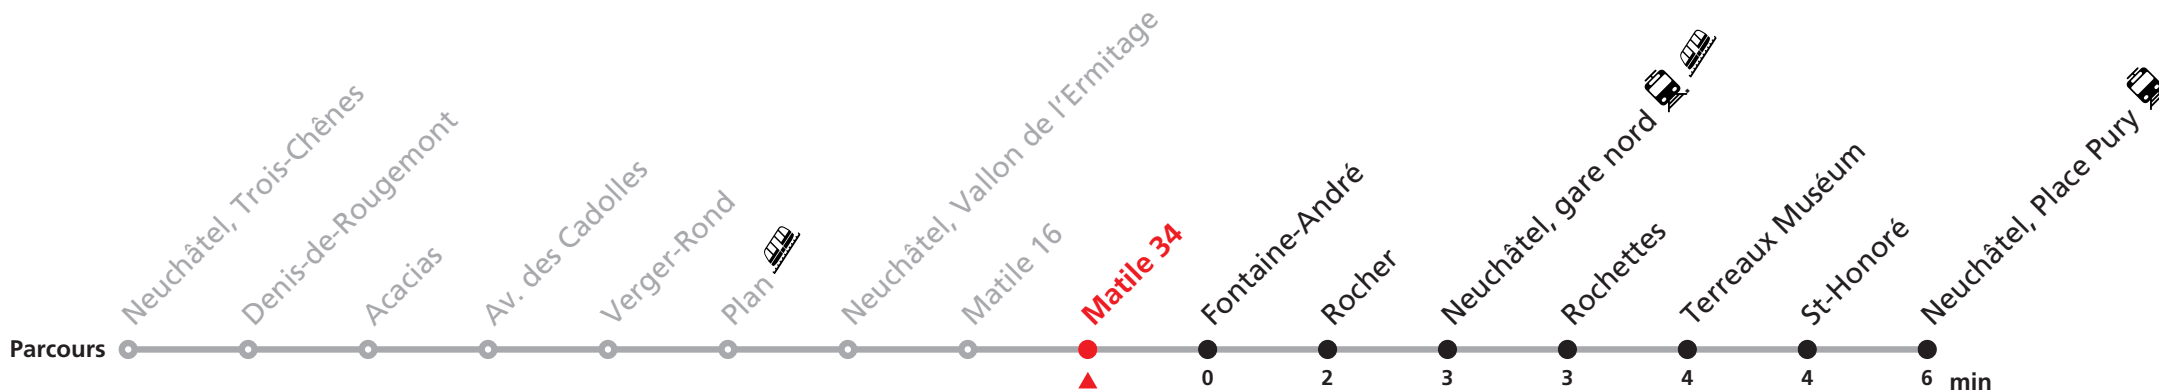 Neuchâtel, Trois-Chênes
Denis-de-Rougemont
Acacias
Av. des Cadolles
Verger-Rond
Plan
Neuchâtel, Vallon de l'Ermitage
Matile 16
Matile 34
Fontaine-André
Rocher
Neuchâtel, gare nord
Rochettes
Terreaux Muséum
St-Honoré
Neuchâtel, Place Pury
Parcours
0 2 3 3 4 4 6 min